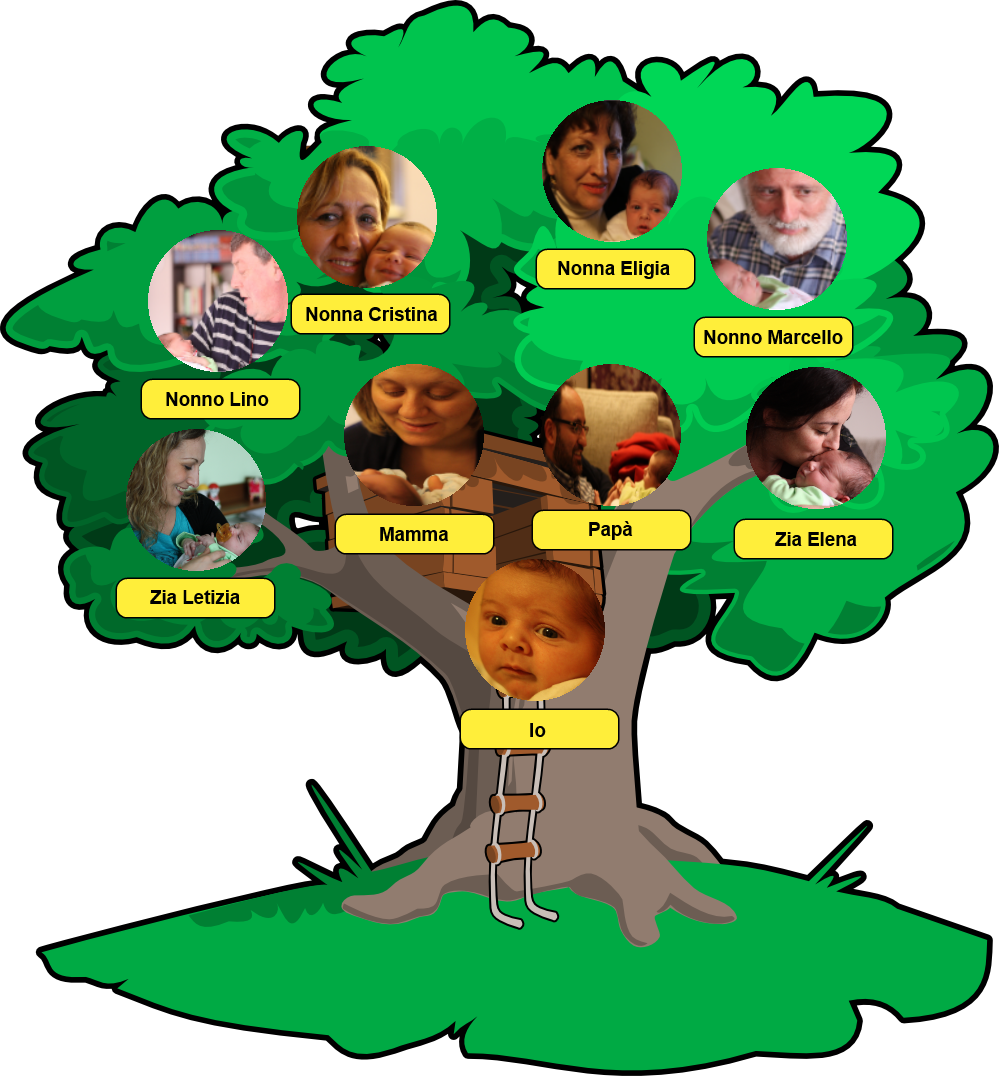 Nonna Eligia
Nonna Cristina
Nonno Marcello
Nonno Lino
Mamma
Papà
Zia Elena
Zia Letizia
Io